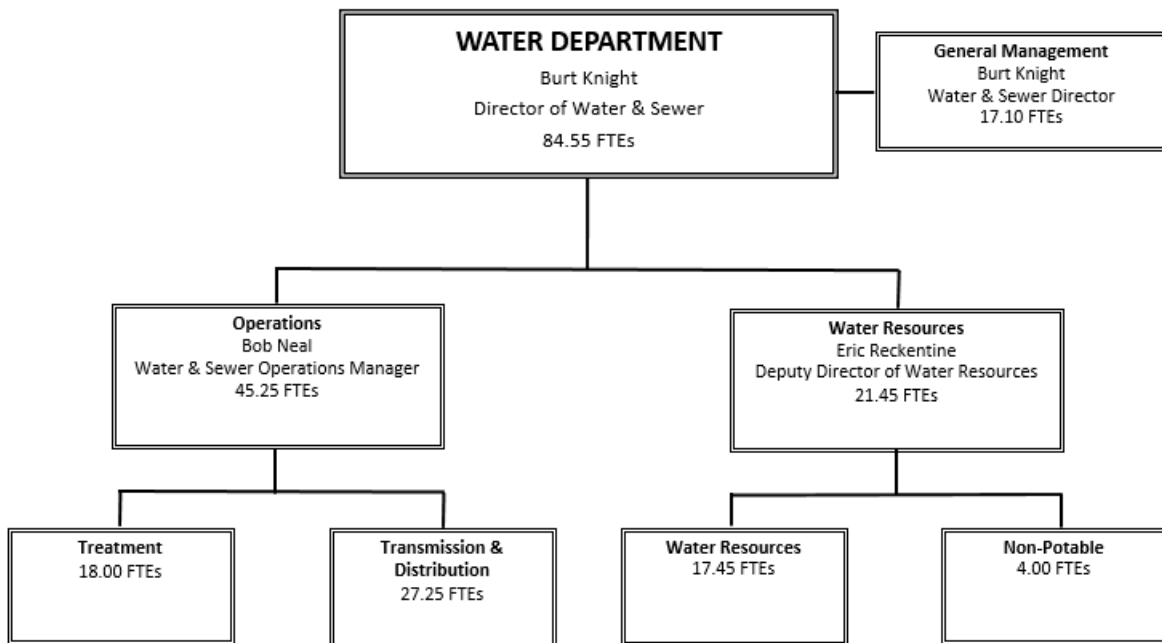 WATER DEPARTMENT
Burt Knight
Director of Water & Sewer
84.55 FTEs
General Management
Burt Knight
Water & Sewer Director
17.10 FTEs
Operations
Bob Neal
Water & Sewer Operations Manager
45.25 FTEs
Water Resources
Eric Reckentine
Deputy Director of Water Resources
21.45 FTEs
Treatment
18.00 FTEs
Transmission &
Distribution
27.25 FTEs
Water Resources
17.45 FTEs
Non-Potable
4.00 FTEs